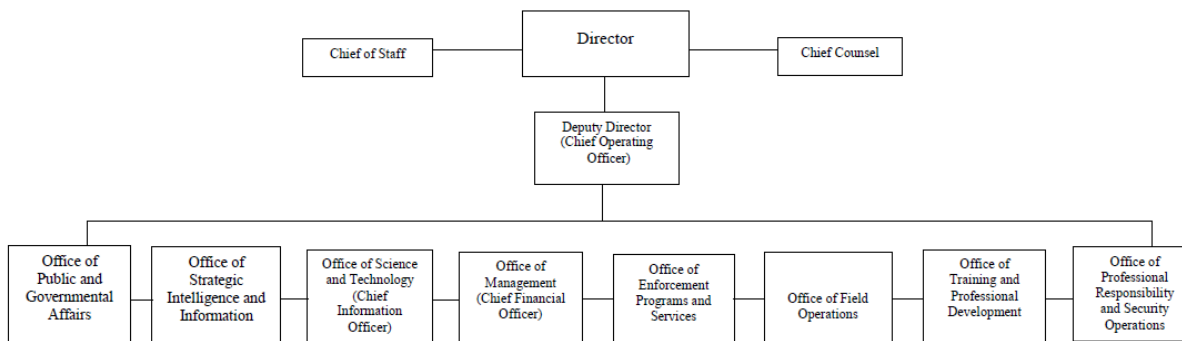 Director
Chief of Staff
Chief Counsel
Deputy Director
(Chief Operating
Officer)
Office of
Public and
Governmental
Affairs
Office of
Strategic
Intelligence and
Information
Office of Science
and Technology
(Chief
Information
Officer)
Office of
Management
(Chief Financial
Officer)
Office of
Enforcement
Programs and
Services
Office of Field
Operations
Office of
Training and
Professional
Development
Office of
Professional
Responsibility
and Security
Operations